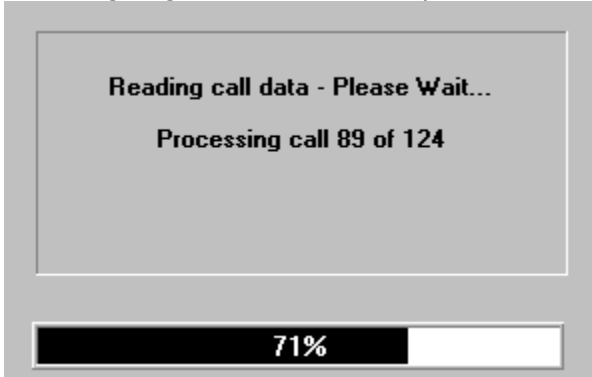 Reading call data - Please Wait...
Processing call 89 of 124
71%